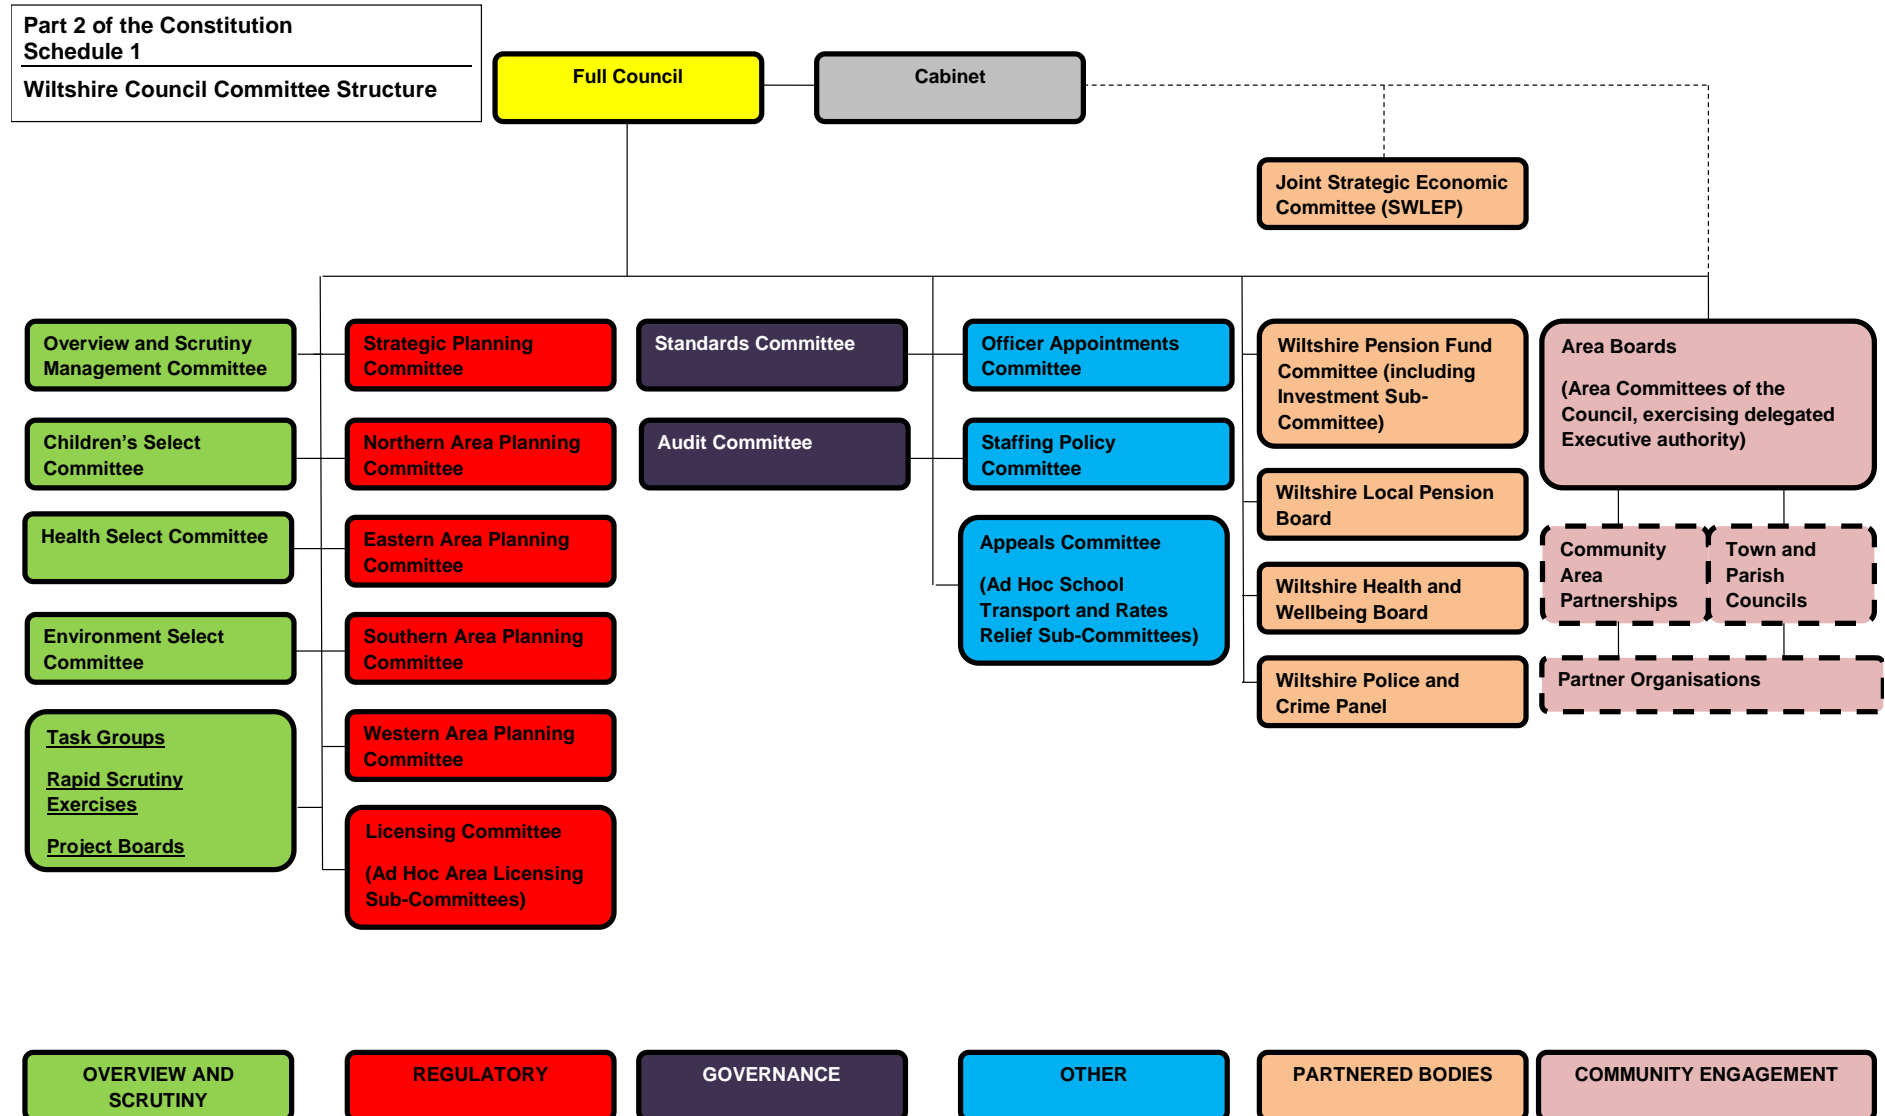 Part 2 of the Constitution
Schedule 1
Wiltshire Council Committee Structure
Full Council
Cabinet
Joint Strategic Economic
Committee (SWLEP)
Overview and Scrutiny
Management Committee
Children’s Select
Committee
Health Select Committee
Environment Select
Committee
Task Groups
Rapid Scrutiny
Exercises
Project Boards
Strategic Planning
Committee
Northern Area Planning
Committee
Eastern Area Planning
Committee
Southern Area Planning
Committee
Western Area Planning
Committee
Licensing Committee
(Ad Hoc Area Licensing
Sub-Committees)
Standards Committee
Audit Committee
Officer Appointments
Committee
Staffing Policy
Committee
Appeals Committee
(Ad Hoc School
Transport and Rates
Relief Sub-Committees)
Wiltshire Pension Fund
Committee (including
Investment Sub-
Committee)
Wiltshire Local Pension
Board
Wiltshire Health and
Wellbeing Board
Wiltshire Police and
Crime Panel
Area Boards
(Area Committees of the
Council, exercising delegated
Executive authority)
Community
Area
Partnerships
Town and
Parish
Councils
Partner Organisations
OVERVIEW AND
SCRUTINY
REGULATORY
GOVERNANCE
OTHER
PARTNERED BODIES
COMMUNITY ENGAGEMENT